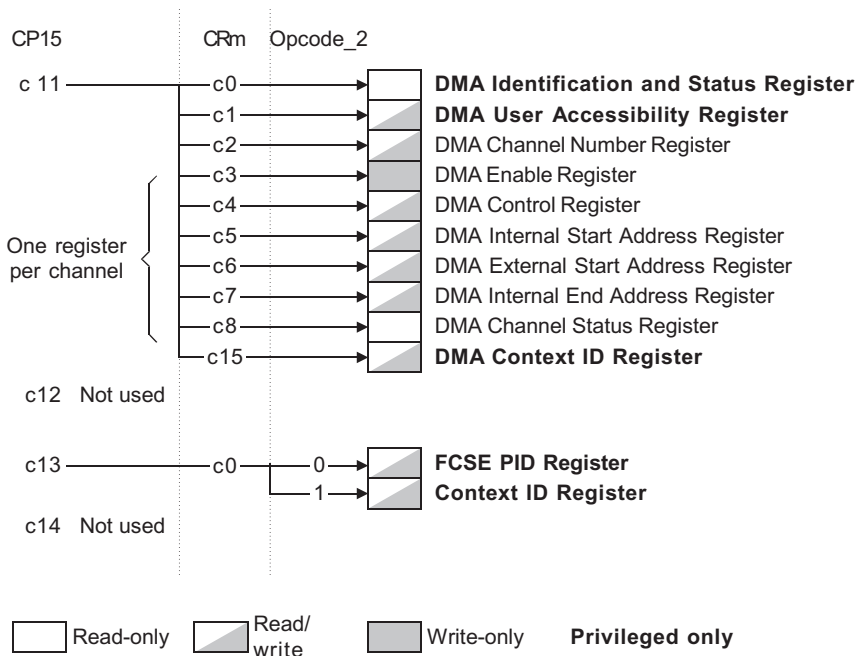 CP15 CRm Opcode_2
c 11 c0 DMA Identification and Status Register
c1 DMA User Accessibility Register
c2 DMA Channel Number Register
c3 DMA Enable Register
c4 DMA Control Register
One register
per channel
c5 DMA Internal Start Address Register
c6 DMA External Start Address Register
c7 DMA Internal End Address Register
c8 DMA Channel Status Register
c15 DMA Context ID Register
c12 Not used
c13 c0 0 FCSE PID Register
1 Context ID Register
c14 Not used
Read-only Read/
write Write-only Privileged only